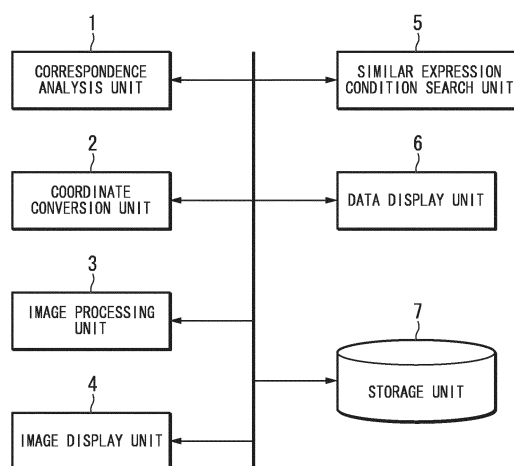 1
CORRESPONDENCE
ANALYSIS UNIT
2
COORDINATE
CONVERSION UNIT
3
IMAGE PROCESSING
UNIT
4
IMAGE DISPLAY UNIT
5
SIMILAR EXPRESSION
CONDITION SEARCH UNIT
6
DATA DISPLAY UNIT
7
STORAGE UNIT